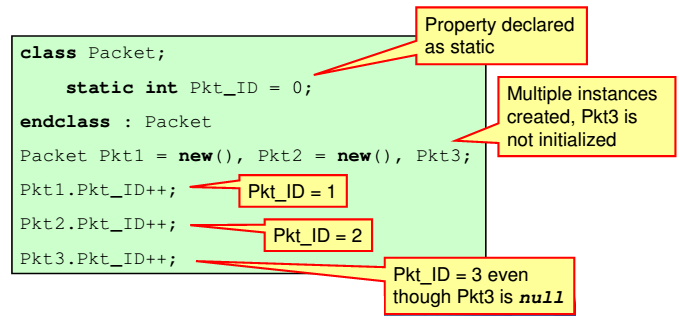 Property declared
as static
class Packet;
static int Pkt_ID = 0;
endclass : Packet
Multiple instances
created, Pkt3 is
not initialized
Packet Pkt1 = new(), Pkt2 = new(), Pkt3;
Pkt1.Pkt_ID++;
Pkt_ID = 1
Pkt2.Pkt_ID++;
Pkt_ID = 2
Pkt3.Pkt_ID++;
Pkt_ID = 3 even
though Pkt3 is null